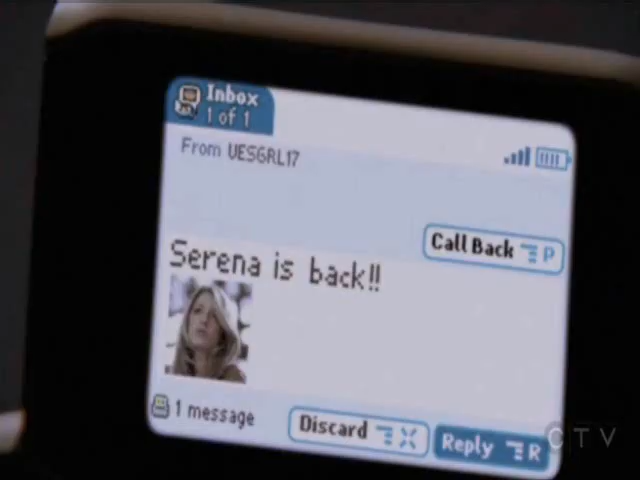 Inbox
1 of 1
From UESGRL17
Call Back P
Serena is back!!
1 message
Discard X
Reply R
CTV